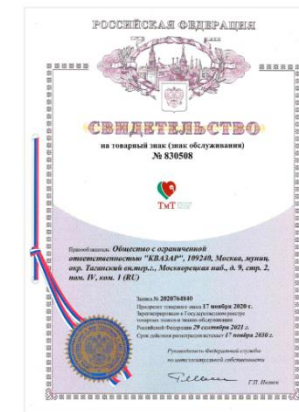 РОССИЙСКАЯ ФЕДЕРАЦИЯ
СВИДЕТЕЛЬСТВО
на товарный знак (знак обслуживания)
№ 830508
ТмТ
Правообладатель: Общество с ограниченной
ответственностью "КВАЗАР", 109240, Москва, муниц.
окр. Таганский вн.тер.г., Москворецкая наб., д. 9, стр. 2,
пом. IV, ком. 1 (RU)
Заявка № 2020764840
Приоритет товарного знака 17 ноября 2020 г.
Зарегистрировано в Государственном реестре
товарных знаков и знаков обслуживания
Российской Федерации 29 сентября 2021 г.
Срок действия регистрации истекает 17 ноября 2030 г.
Руководитель Федеральной службы
по интеллектуальной собственности
Г.П. Ивлиев